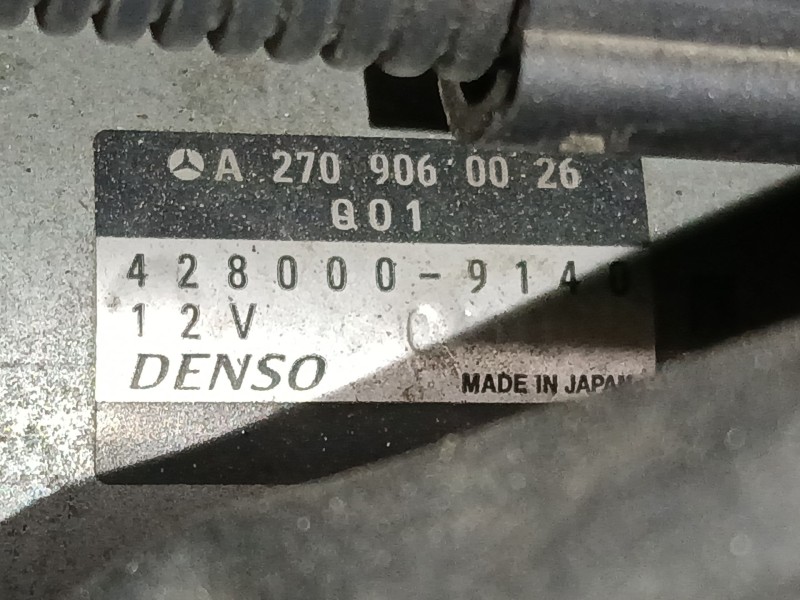 A 270 906 00 26
Q01
428000-9140
12V
DENSO
MADE IN JAPAN